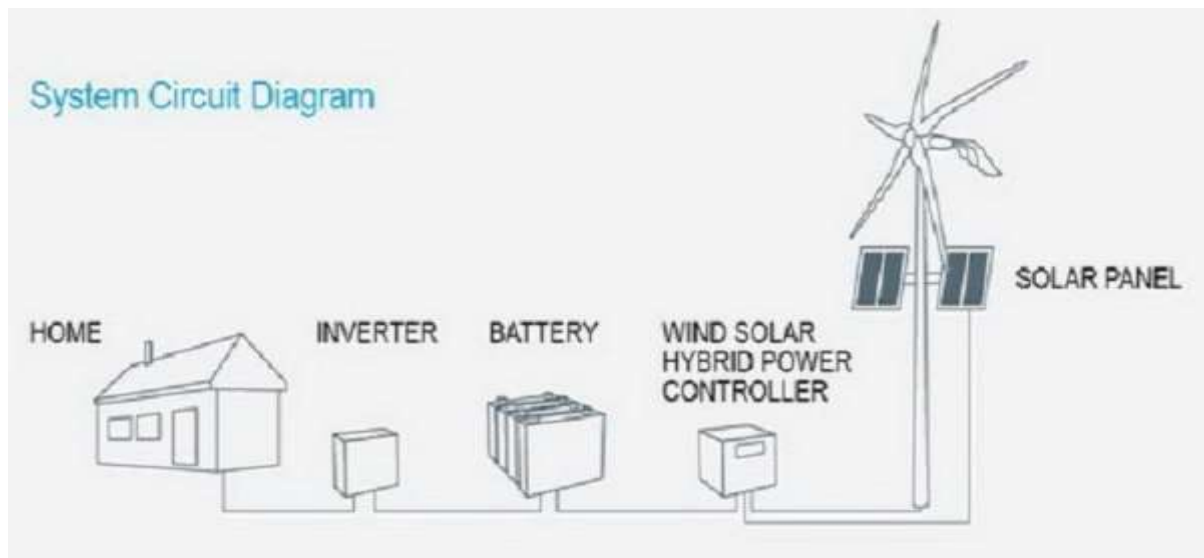 System Circuit Diagram
SOLAR PANEL
HOME
INVERTER
BATTERY
WIND SOLAR
HYBRID POWER
CONTROLLER